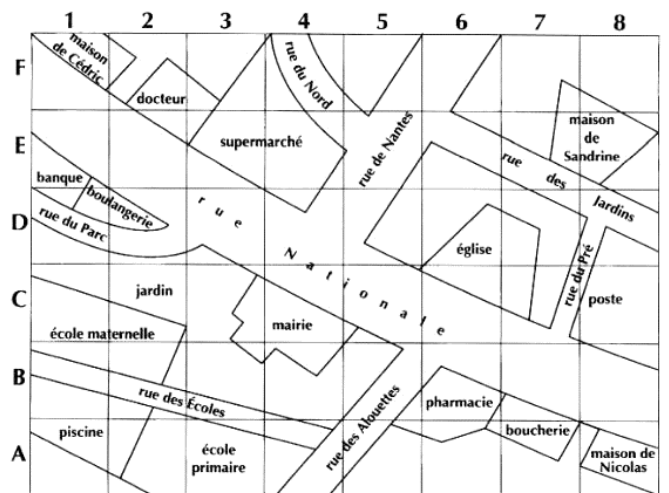 1 2 3 4 5 6 7 8
F
E
D
C
B
A
maison
de Cédric
docteur
rue du Nord
supermarché
rue de Nantes
maison
de
Sandrine
rue des Jardins
banque
boulangerie
rue du Parc
rue Nationale
église
rue du Pré
poste
jardin
mairie
école maternelle
rue des Écoles
rue des Alouettes
pharmacie
boucherie
piscine
école
primaire
maison de
Nicolas